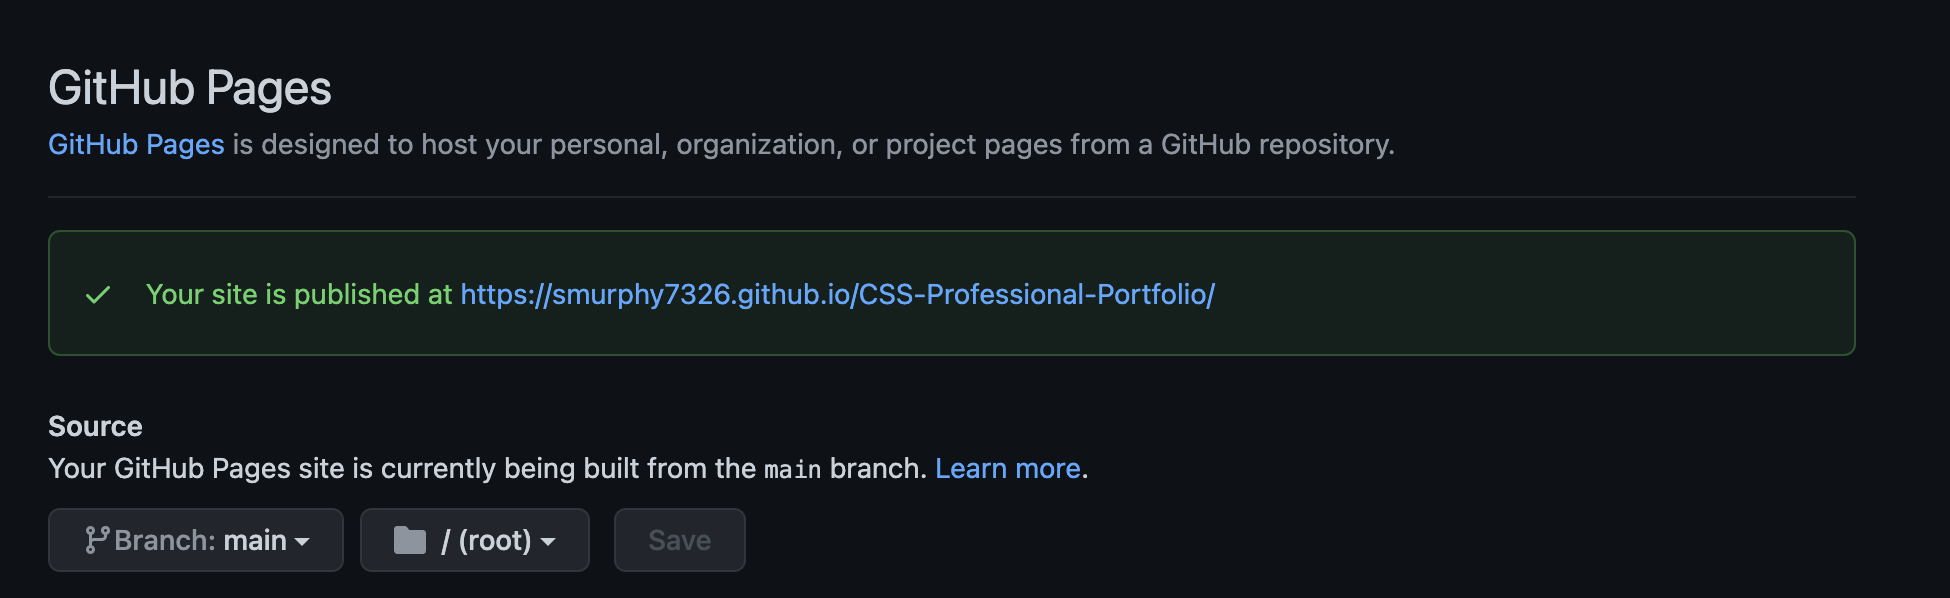 GitHub Pages
GitHub Pages is designed to host your personal, organization, or project pages from a GitHub repository.
Your site is published at https://smurphy7326.github.io/CSS-Professional-Portfolio/
Source
Your GitHub Pages site is currently being built from the main branch. Learn more.
Branch: main / (root) Save